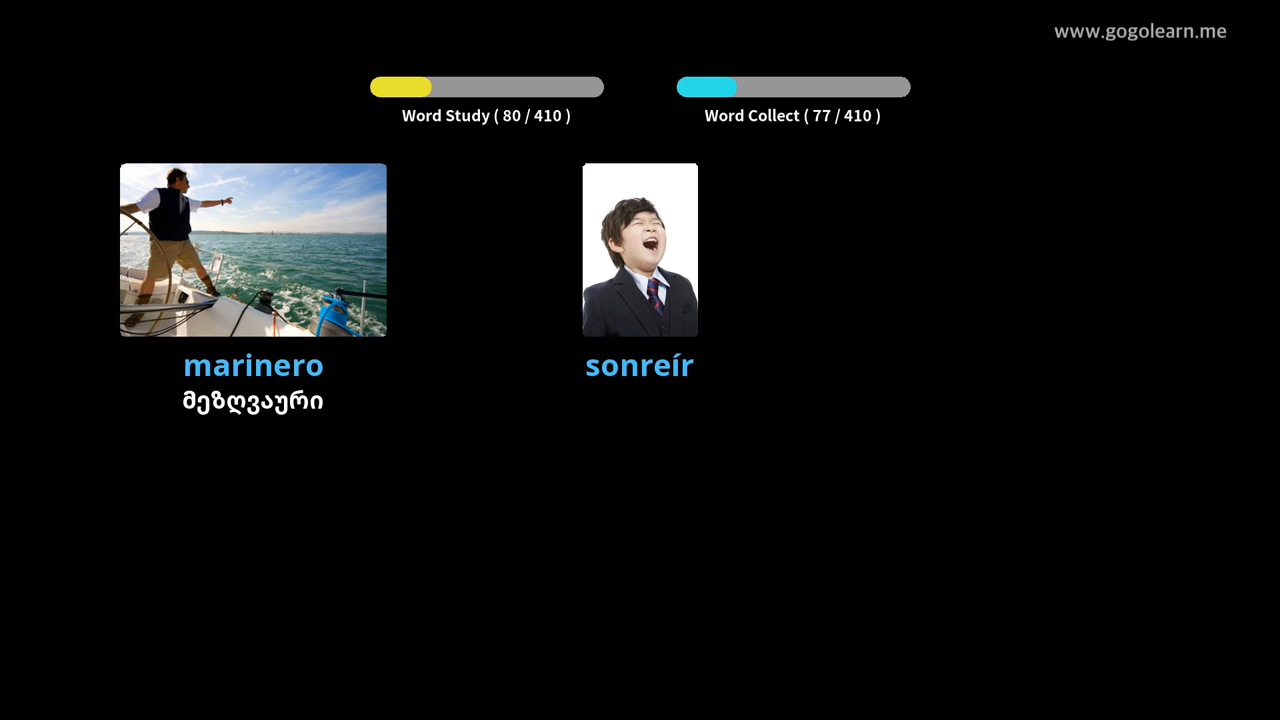 www.gogolearn.me
Word Study ( 80 / 410 )
Word Collect ( 77 / 410 )
marinero
მეზღვაური
sonreír